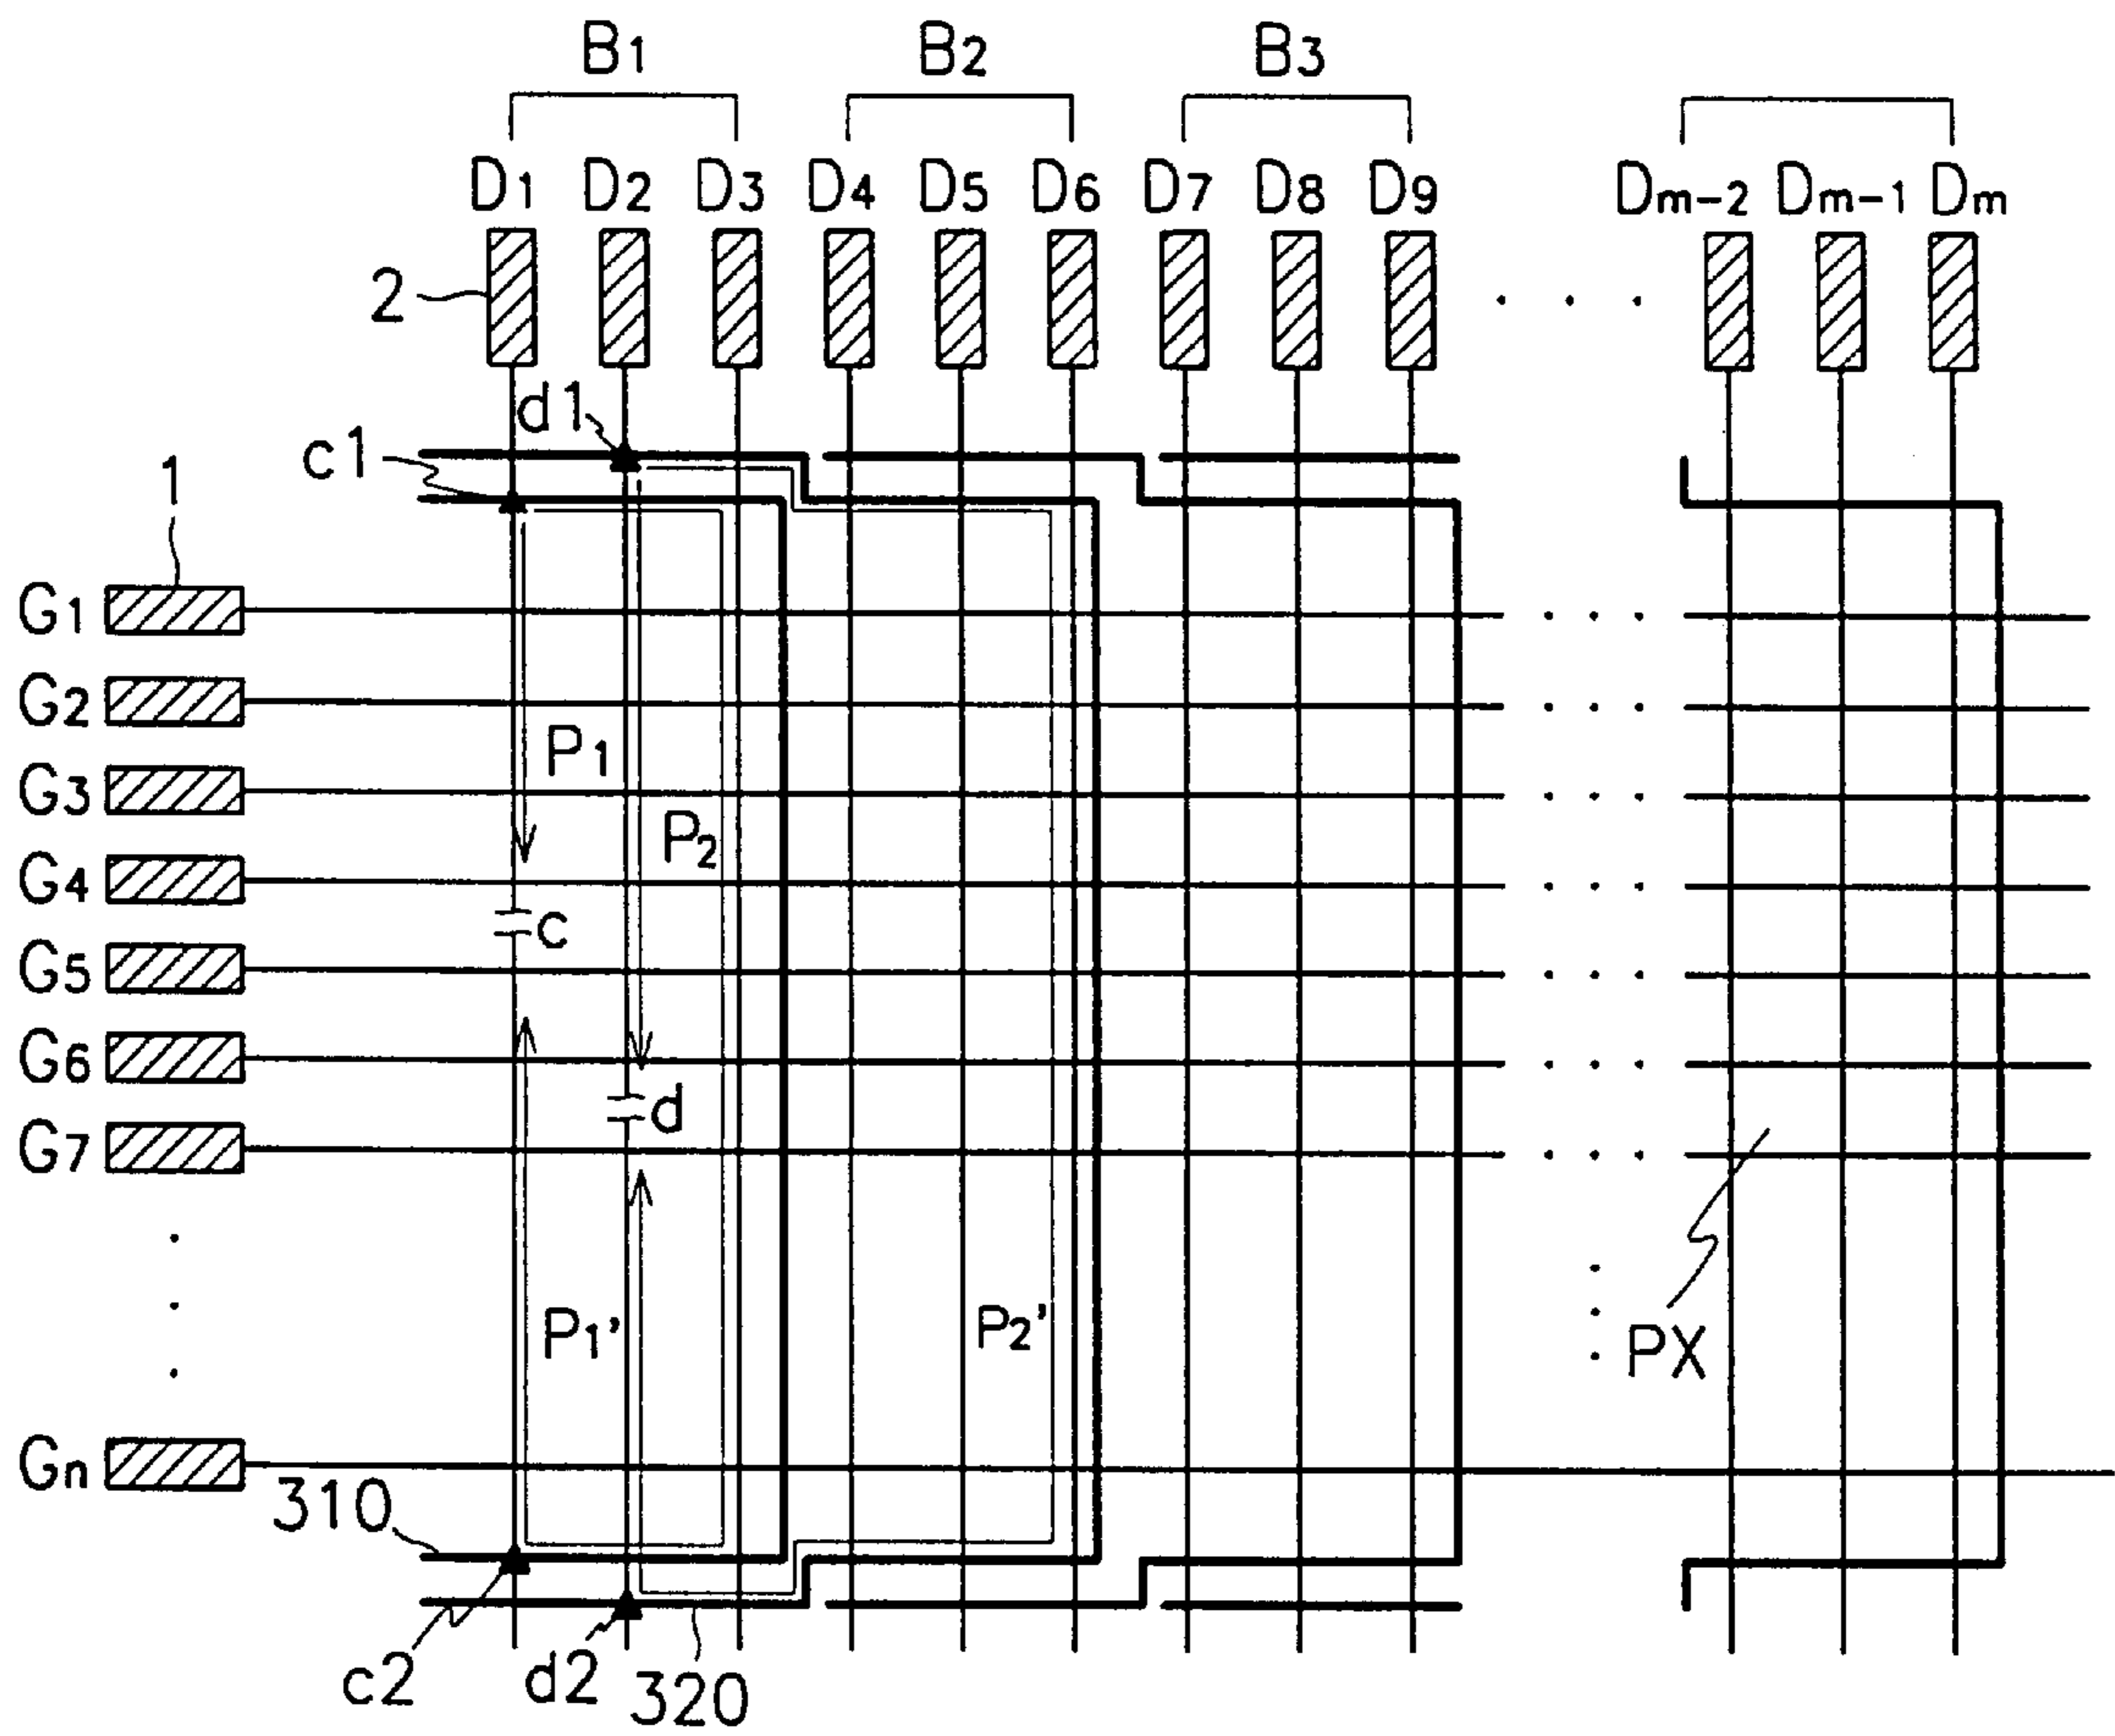 B1 B2 B3
D1 D2 D3 D4 D5 D6 D7 D8 D9 . . . Dm-2 Dm-1 Dm
2
d1
c1
1
G1 . . .
G2 . . .
P1
G3 . . .
P2
G4 . . .
c
G5 . . .
G6 . . .
d
G7 . . .
P1' P2'
PX
Gn
310
c2 d2 320